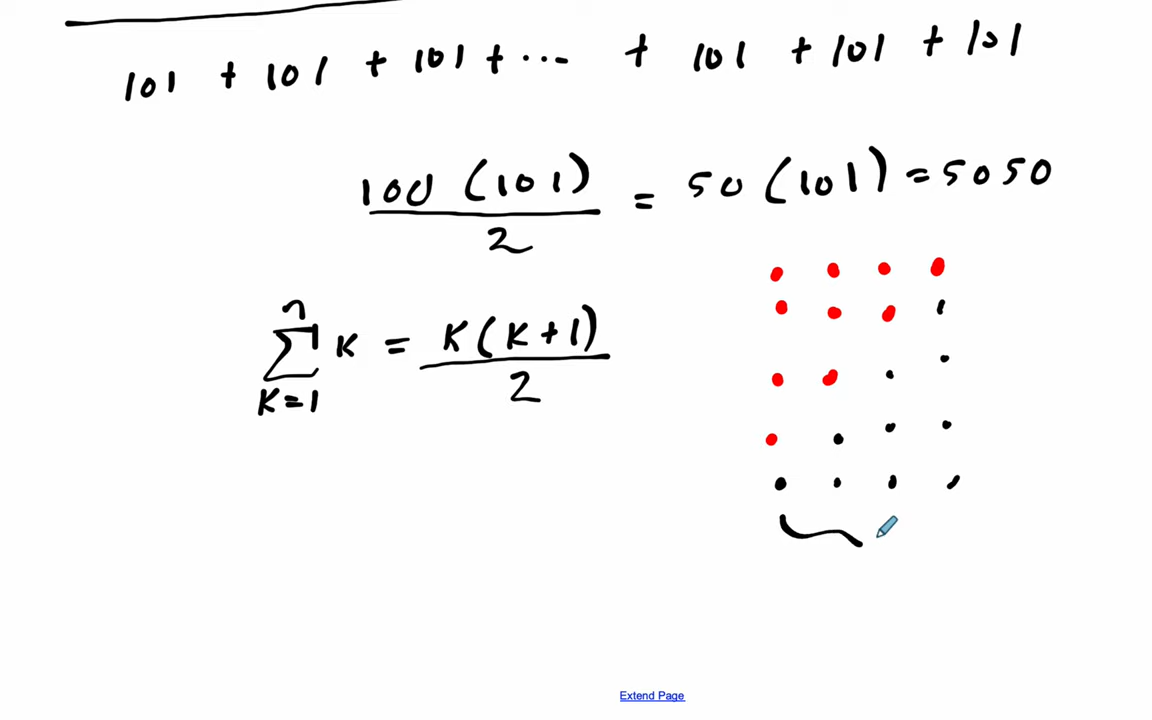 101 + 101 + 101 + ... + 101 + 101 + 101
100 (101) / 2 = 50 (101) = 5050
n ∑ K=1 K = K(K+1) / 2
Extend Page